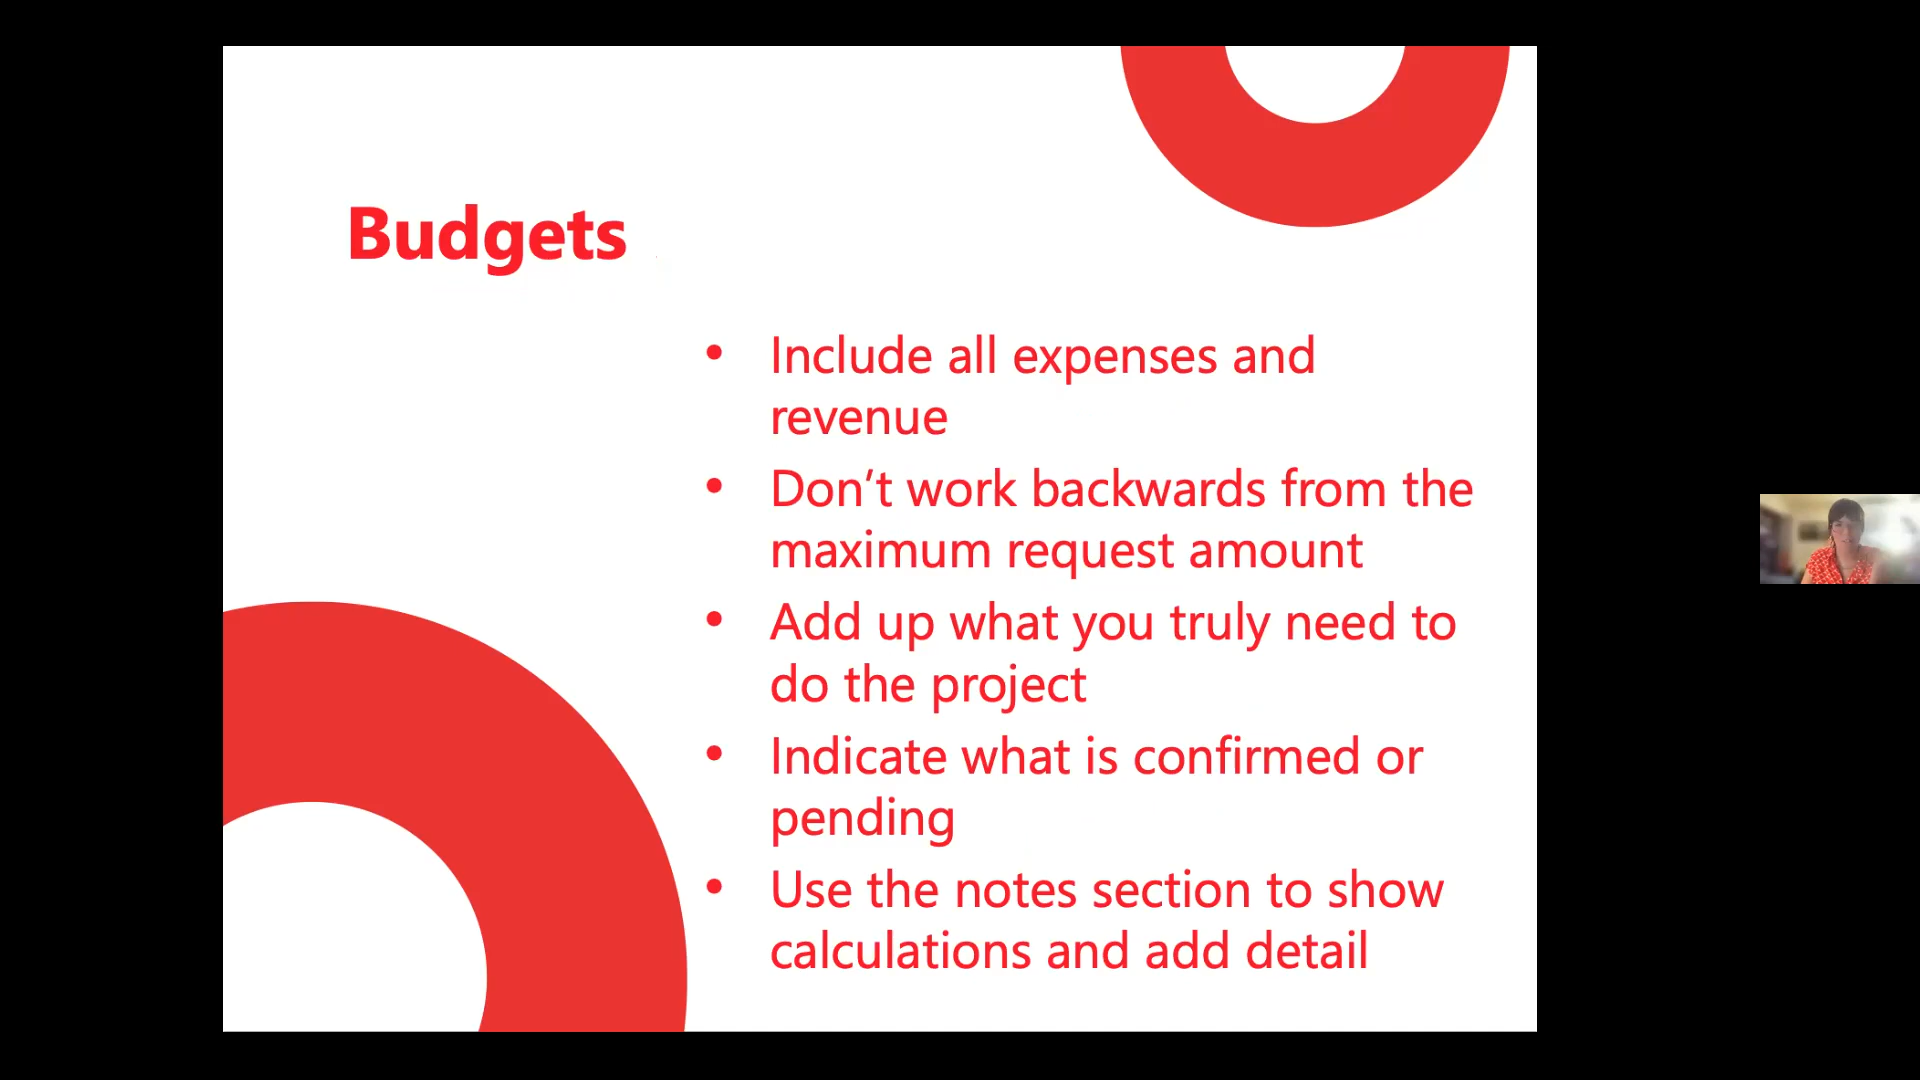 Budgets
• Include all expenses and
revenue
• Don’t work backwards from the
maximum request amount
• Add up what you truly need to
do the project
• Indicate what is confirmed or
pending
• Use the notes section to show
calculations and add detail